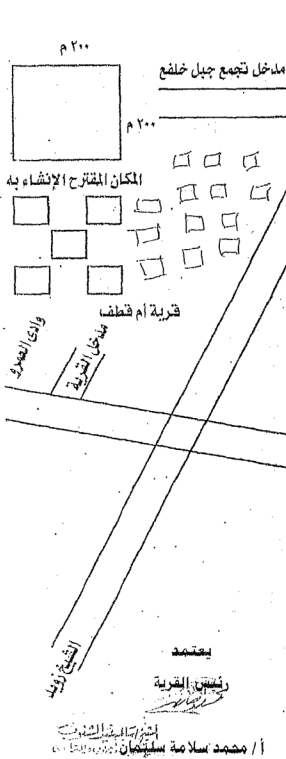 ٢٠٠ م
مدخل تجمع جبل خلفع
٢٠٠ م
المكان المقترح الإنشاء به
قرية أم قطف
وادى العمرو
مدخل القرية
الشيخ زويد
يعتمد
رئيس القرية
أ / محمد سلامة سليمان